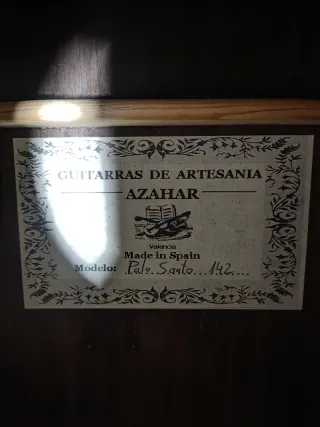 GUITARRAS DE ARTESANIA
AZAHAR
Valencia
Made in Spain
Modelo: Palo. Santo...142....